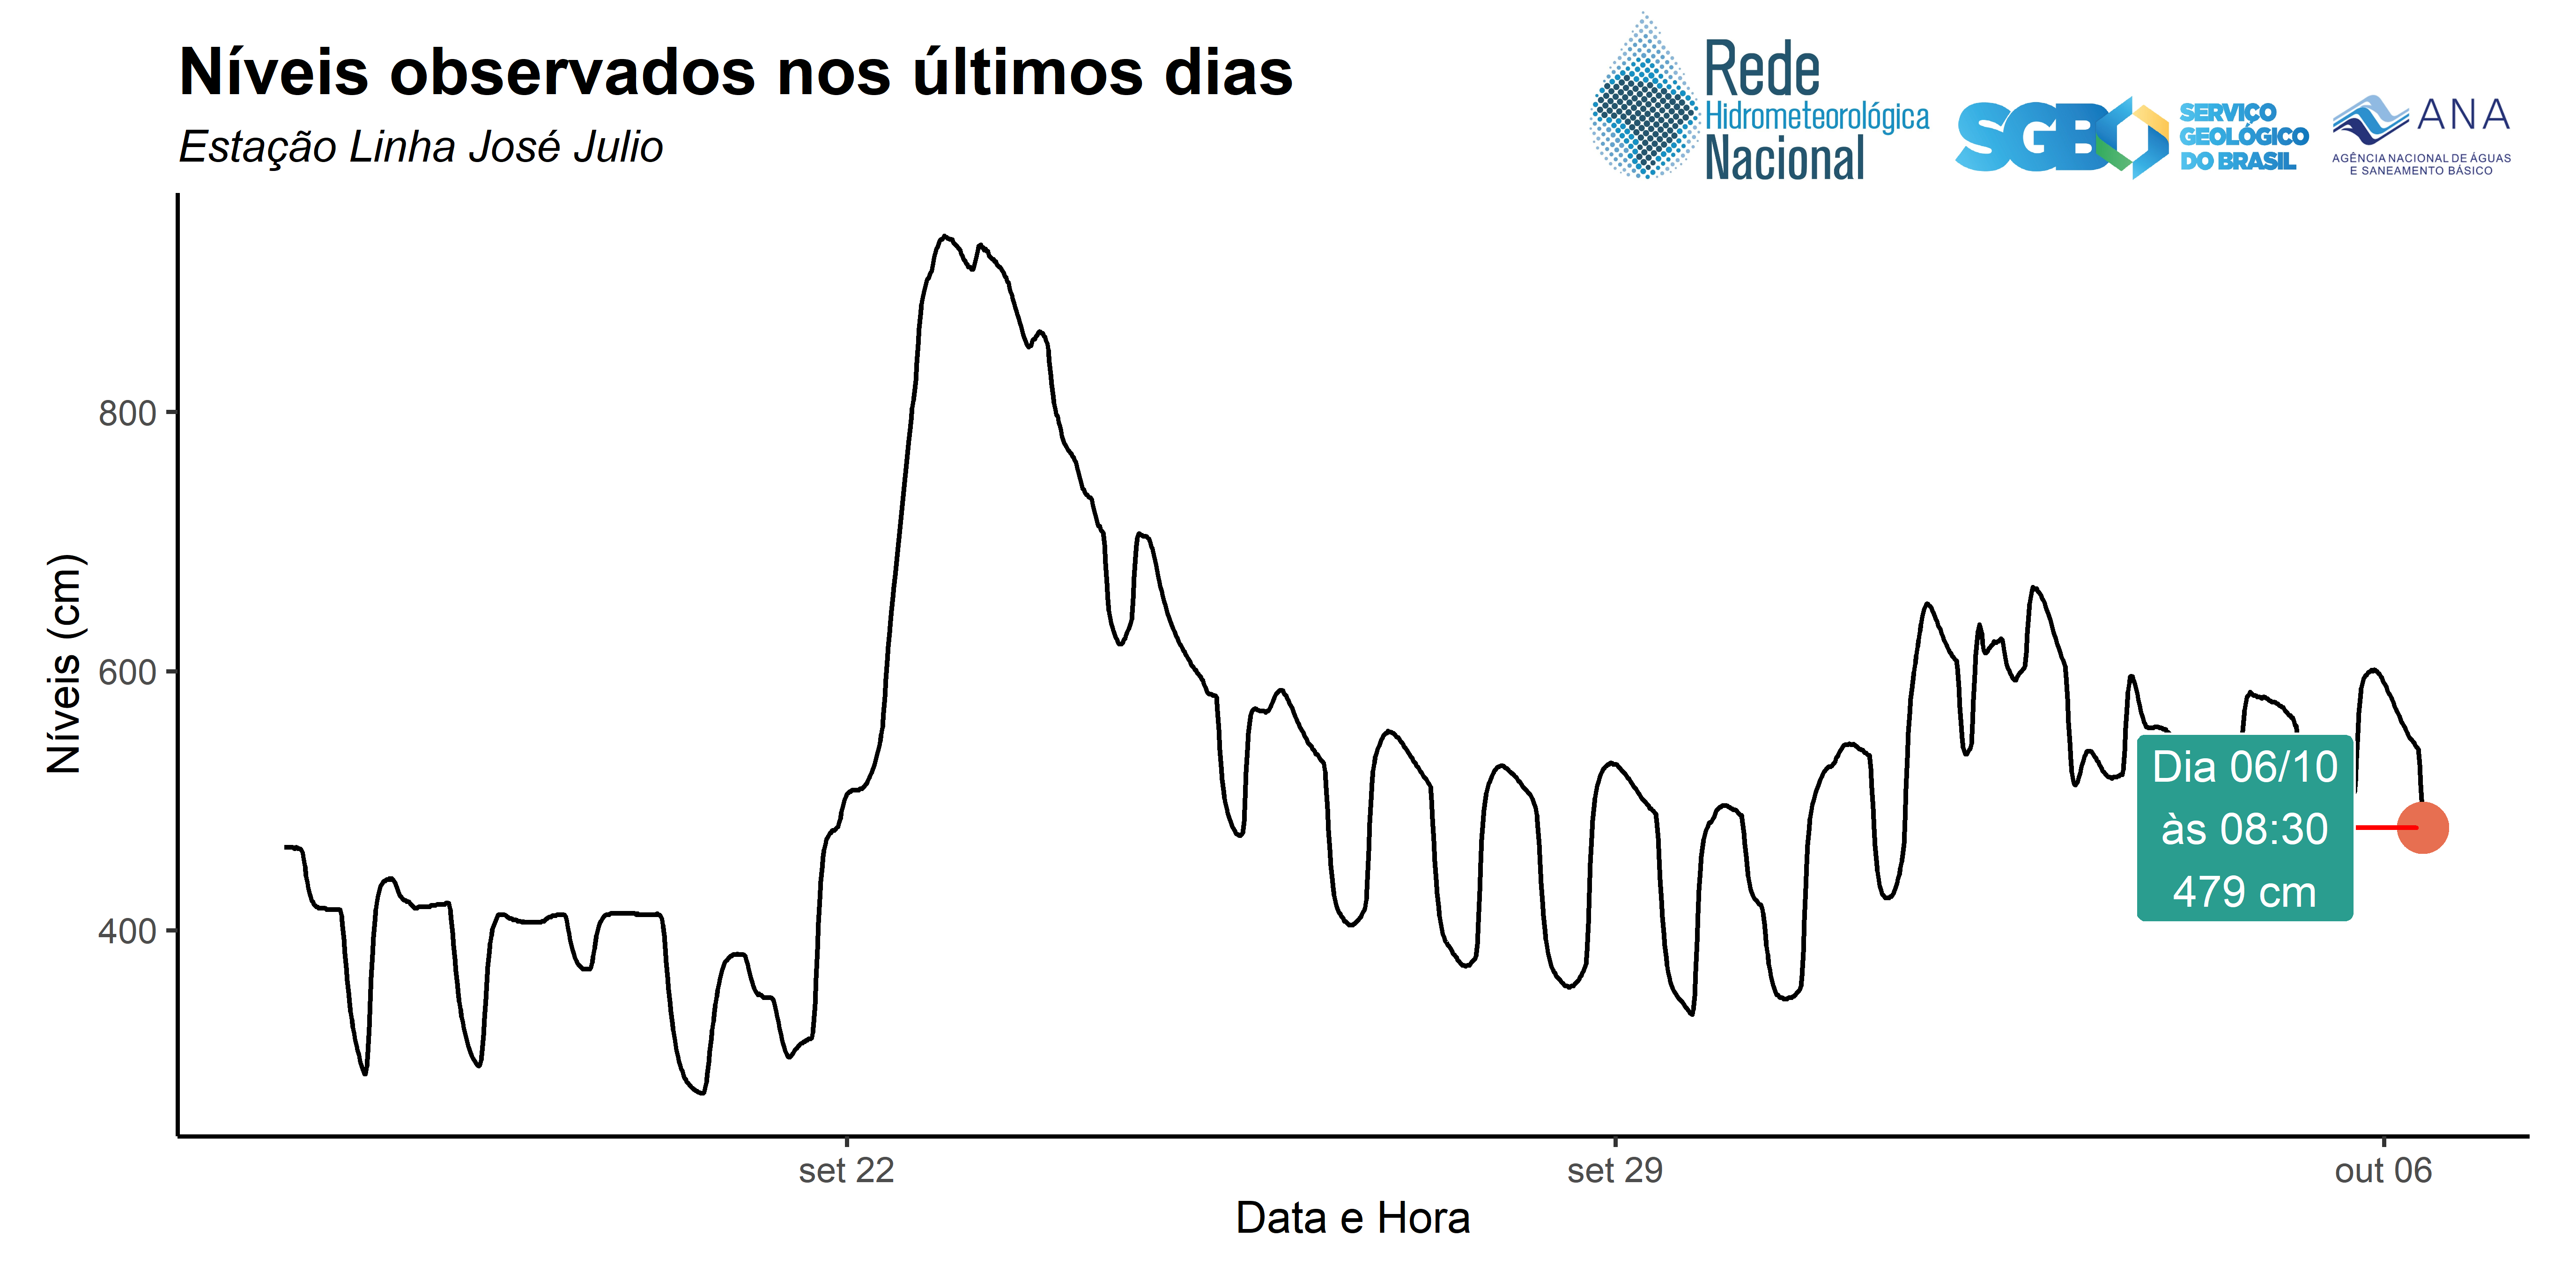 Níveis observados nos últimos dias
Estação Linha José Julio
Rede
Hidrometeorológica
Nacional
SGB
SERVIÇO
GEOLÓGICO
DO BRASIL
ANA
AGÊNCIA NACIONAL DE ÁGUAS
E SANEAMENTO BÁSICO
Níveis (cm)
800
600
400
Dia 06/10
às 08:30
479 cm
set 22
set 29
out 06
Data e Hora